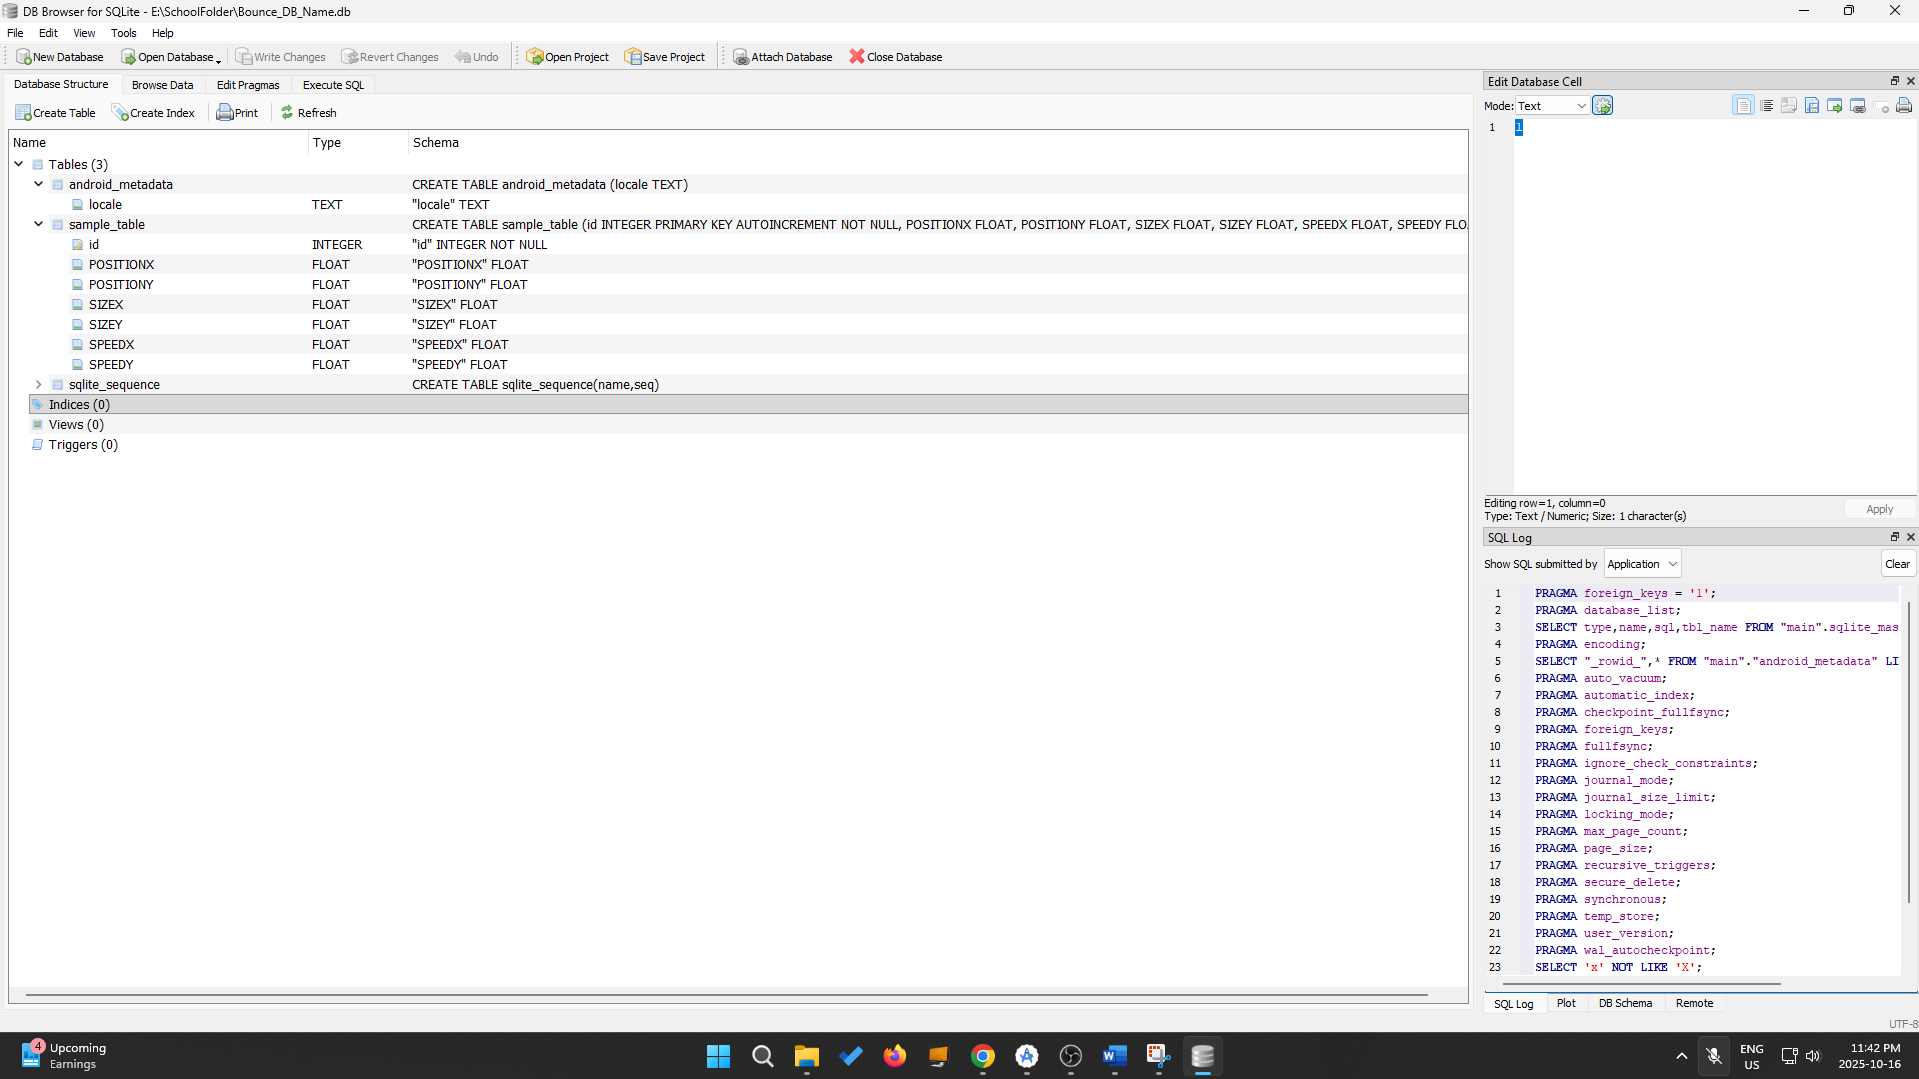 DB Browser for SQLite - E:\SchoolFolder\Bounce_DB_Name.db
File Edit View Tools Help
New Database Open Database Write Changes Revert Changes Undo Open Project Save Project Attach Database Close Database
Database Structure Browse Data Edit Pragmas Execute SQL
Create Table Create Index Print Refresh
Name Type Schema
Tables (3)
android_metadata CREATE TABLE android_metadata (locale TEXT)
locale TEXT "locale" TEXT
sample_table CREATE TABLE sample_table (id INTEGER PRIMARY KEY AUTOINCREMENT NOT NULL, POSITIONX FLOAT, POSITIONY FLOAT, SIZEX FLOAT, SIZEY FLOAT, SPEEDX FLOAT, SPEEDY FLO
id INTEGER "id" INTEGER NOT NULL
POSITIONX FLOAT "POSITIONX" FLOAT
POSITIONY FLOAT "POSITIONY" FLOAT
SIZEX FLOAT "SIZEX" FLOAT
SIZEY FLOAT "SIZEY" FLOAT
SPEEDX FLOAT "SPEEDX" FLOAT
SPEEDY FLOAT "SPEEDY" FLOAT
sqlite_sequence CREATE TABLE sqlite_sequence(name,seq)
Indices (0)
Views (0)
Triggers (0)
Edit Database Cell
Mode: Text
1 1
Editing row=1, column=0
Type: Text / Numeric; Size: 1 character(s)
Apply
SQL Log
Show SQL submitted by Application Clear
1 PRAGMA foreign_keys = '1';
2 PRAGMA database_list;
3 SELECT type,name,sql,tbl_name FROM "main".sqlite_mas
4 PRAGMA encoding;
5 SELECT "_rowid_",* FROM "main"."android_metadata" LI
6 PRAGMA auto_vacuum;
7 PRAGMA automatic_index;
8 PRAGMA checkpoint_fullfsync;
9 PRAGMA foreign_keys;
10 PRAGMA fullfsync;
11 PRAGMA ignore_check_constraints;
12 PRAGMA journal_mode;
13 PRAGMA journal_size_limit;
14 PRAGMA locking_mode;
15 PRAGMA max_page_count;
16 PRAGMA page_size;
17 PRAGMA recursive_triggers;
18 PRAGMA secure_delete;
19 PRAGMA synchronous;
20 PRAGMA temp_store;
21 PRAGMA user_version;
22 PRAGMA wal_autocheckpoint;
23 SELECT 'x' NOT LIKE 'X';
SQL Log Plot DB Schema Remote
UTF-8
4
Upcoming
Earnings
ENG
US
11:42 PM
2025-10-16